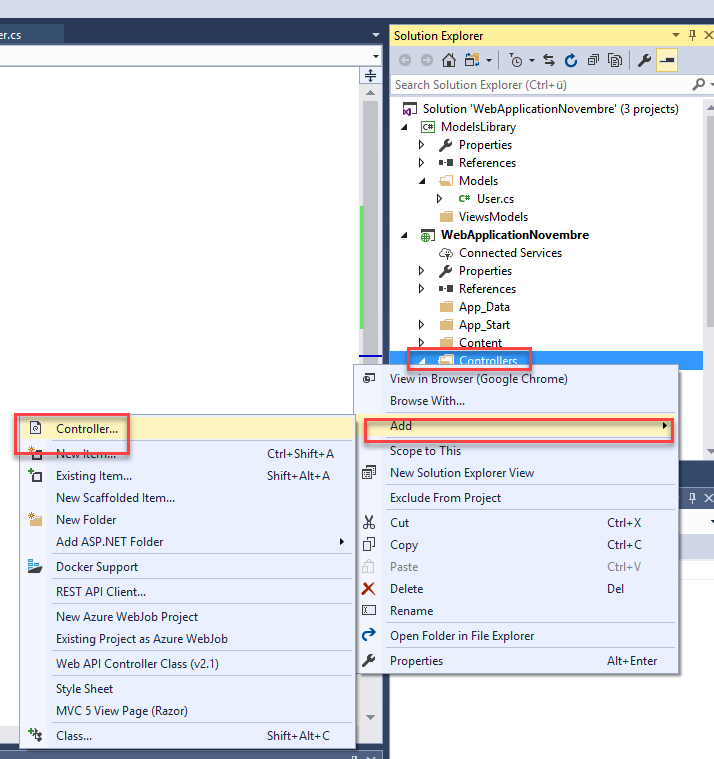 er.cs
Solution Explorer
Search Solution Explorer (Ctrl+ü)
Solution 'WebApplicationNovembre' (3 projects)
C# ModelsLibrary
Properties
References
Models
C# User.cs
ViewsModels
WebApplicationNovembre
Connected Services
Properties
References
App_Data
App_Start
Content
Controllers
View in Browser (Google Chrome)
Browse With...
Add
Scope to This
New Solution Explorer View
Exclude From Project
Cut Ctrl+X
Copy Ctrl+C
Paste Ctrl+V
Delete Del
Rename
Open Folder in File Explorer
Properties Alt+Enter
Controller...
New Item... Ctrl+Shift+A
Existing Item... Shift+Alt+A
New Scaffolded Item...
New Folder
Add ASP.NET Folder
Docker Support
REST API Client...
New Azure WebJob Project
Existing Project as Azure WebJob
Web API Controller Class (v2.1)
Style Sheet
MVC 5 View Page (Razor)
Class... Shift+Alt+C